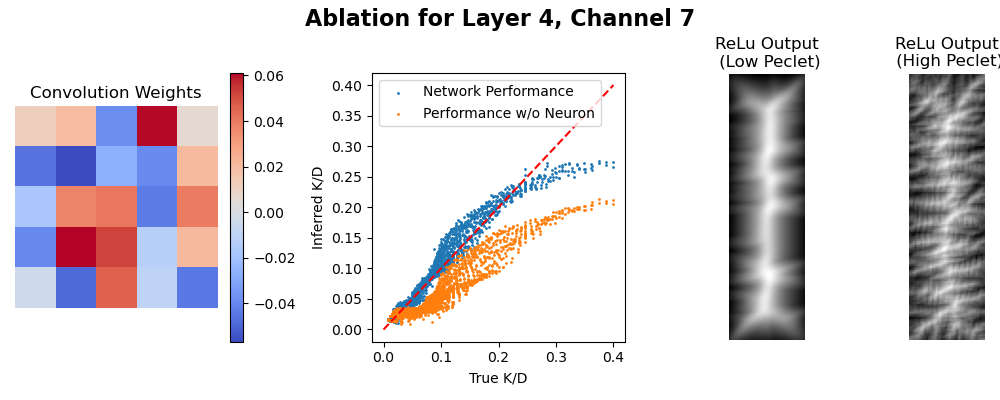 Ablation for Layer 4, Channel 7
Convolution Weights
0.06
0.04
0.02
0.00
−0.02
−0.04
Network Performance
Performance w/o Neuron
Inferred K/D
0.40
0.35
0.30
0.25
0.20
0.15
0.10
0.05
0.00
0.0 0.1 0.2 0.3 0.4
True K/D
ReLu Output
(Low Peclet)
ReLu Output
(High Peclet)